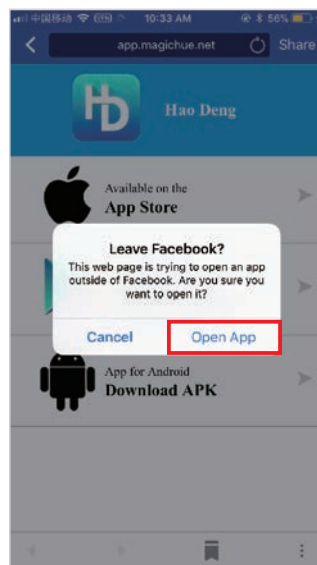 中国移动 10:33 AM 56%
app.magichue.net Share
Hao Deng
Available on the
App Store
Leave Facebook?
This web page is trying to open an app
outside of Facebook. Are you sure you
want to open it?
Cancel Open App
App for Android
Download APK